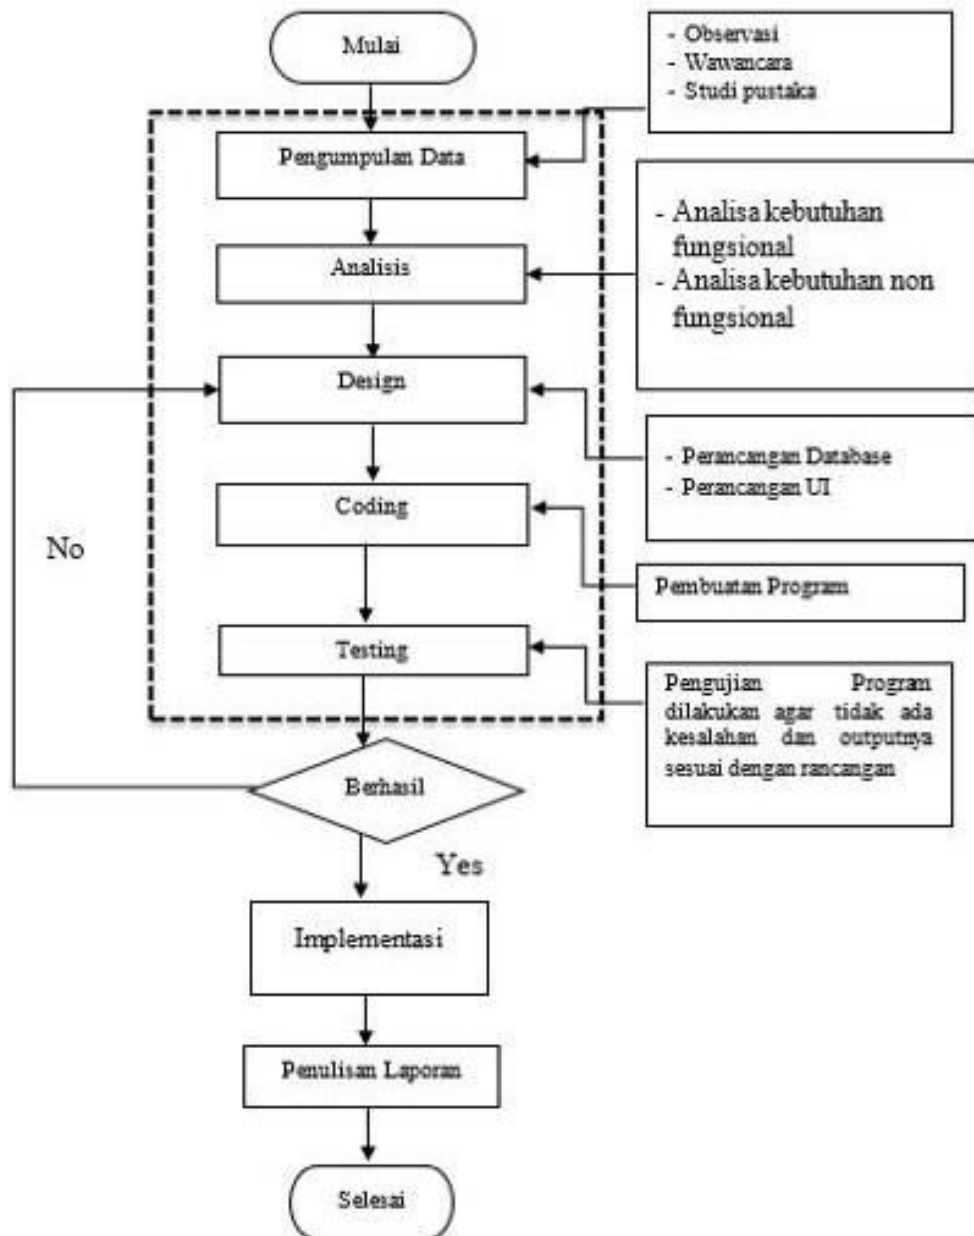 Mulai
- Observasi
- Wawancara
- Studi pustaka
Pengumpulan Data
- Analisa kebutuhan
fungsional
- Analisa kebutuhan non
fungsional
Analisis
Design
- Perancangan Database
- Perancangan UI
Coding
No
Pembuatan Program
Testing
Pengujian Program
dilakukan agar tidak ada
kesalahan dan outputnya
sesuai dengan rancangan
Berhasil
Yes
Implementasi
Penulisan Laporan
Selesai